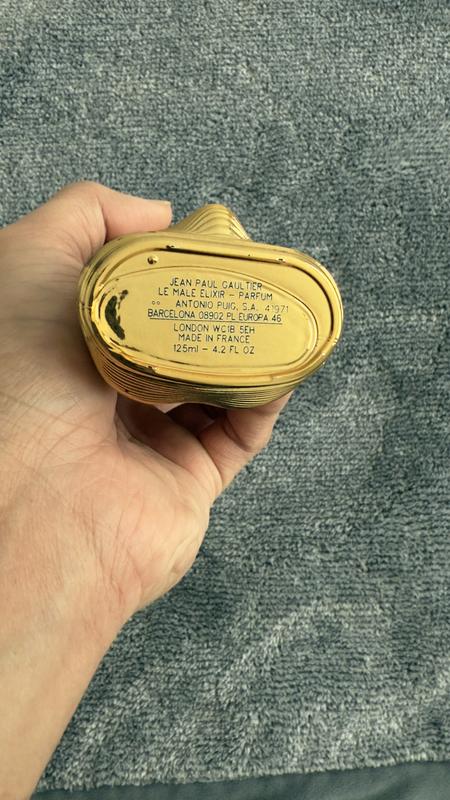 JEAN PAUL GAULTIER
LE MALE ELIXIR - PARFUM
ANTONIO PUIG, S.A. 41971
BARCELONA 08902 PL EUROPA 46
LONDON WC1B 5EH
MADE IN FRANCE
125ml - 4.2 FL OZ